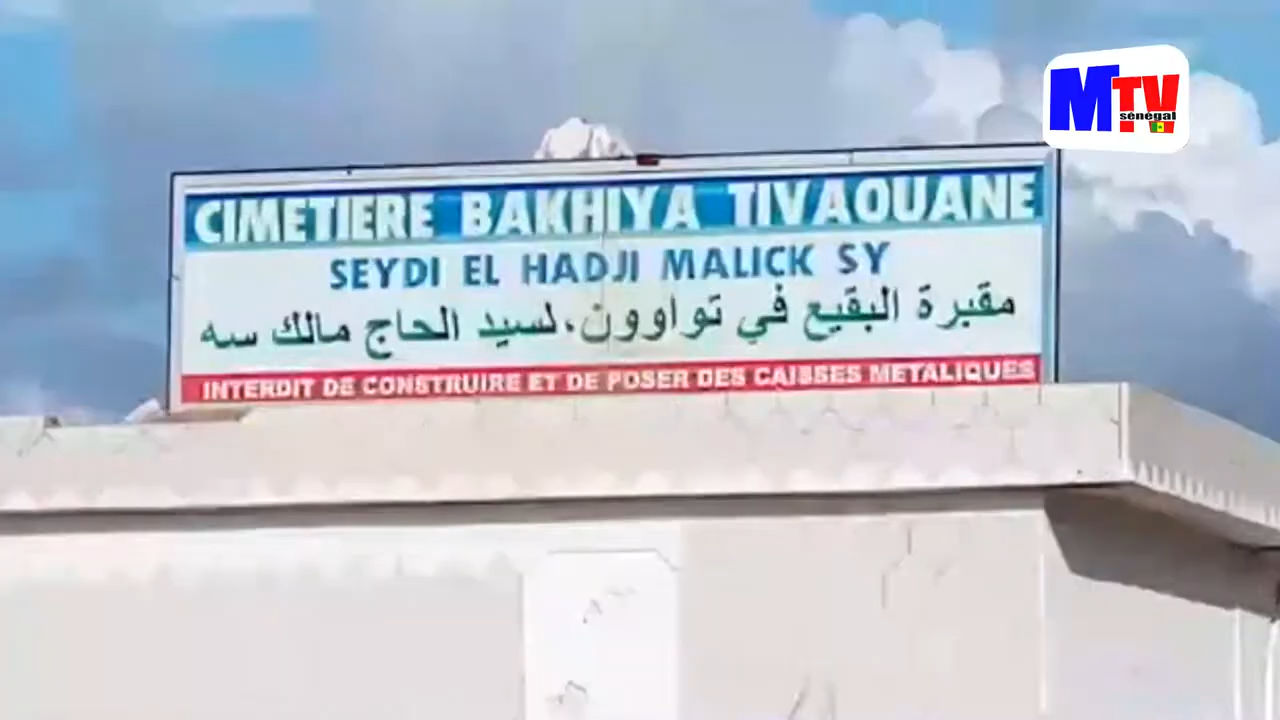 MTV
sénégal
CIMETIERE BAKHIYA TIVAOUANE
SEYDI EL HADJI MALICK SY
مقبرة البقيع في تواوون، لسيد الحاج مالك سه
INTERDIT DE CONSTRUIRE ET DE POSER DES CAISSES METALIQUES